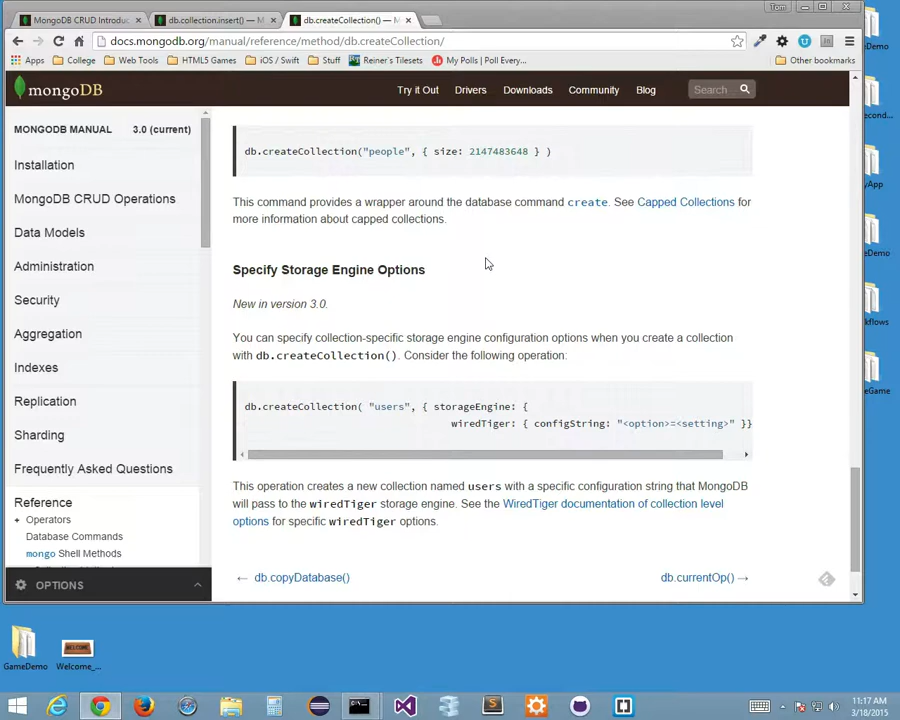 Tom
MongoDB CRUD Introduc
db.collection.insert() — M
db.createCollection() — M
docs.mongodb.org/manual/reference/method/db.createCollection/
Apps College Web Tools HTML5 Games iOS / Swift Stuff Reiner's Tilesets My Polls | Poll Every... Other bookmarks
mongoDB
Try it Out Drivers Downloads Community Blog Search
MONGODB MANUAL 3.0 (current)
Installation
MongoDB CRUD Operations
Data Models
Administration
Security
Aggregation
Indexes
Replication
Sharding
Frequently Asked Questions
Reference
+ Operators
Database Commands
mongo Shell Methods
OPTIONS
db.createCollection("people", { size: 2147483648 } )
This command provides a wrapper around the database command create. See Capped Collections for
more information about capped collections.
Specify Storage Engine Options
New in version 3.0.
You can specify collection-specific storage engine configuration options when you create a collection
with db.createCollection(). Consider the following operation:
db.createCollection( "users", { storageEngine: {
wiredTiger: { configString: "<option>=<setting>" }}
This operation creates a new collection named users with a specific configuration string that MongoDB
will pass to the wiredTiger storage engine. See the WiredTiger documentation of collection level
options for specific wiredTiger options.
← db.copyDatabase()
db.currentOp() →
Demo
cond...
yApp
eDemo
kflows
eGame
GameDemo
Welcome_...
WELCOME
11:17 AM
3/18/2015